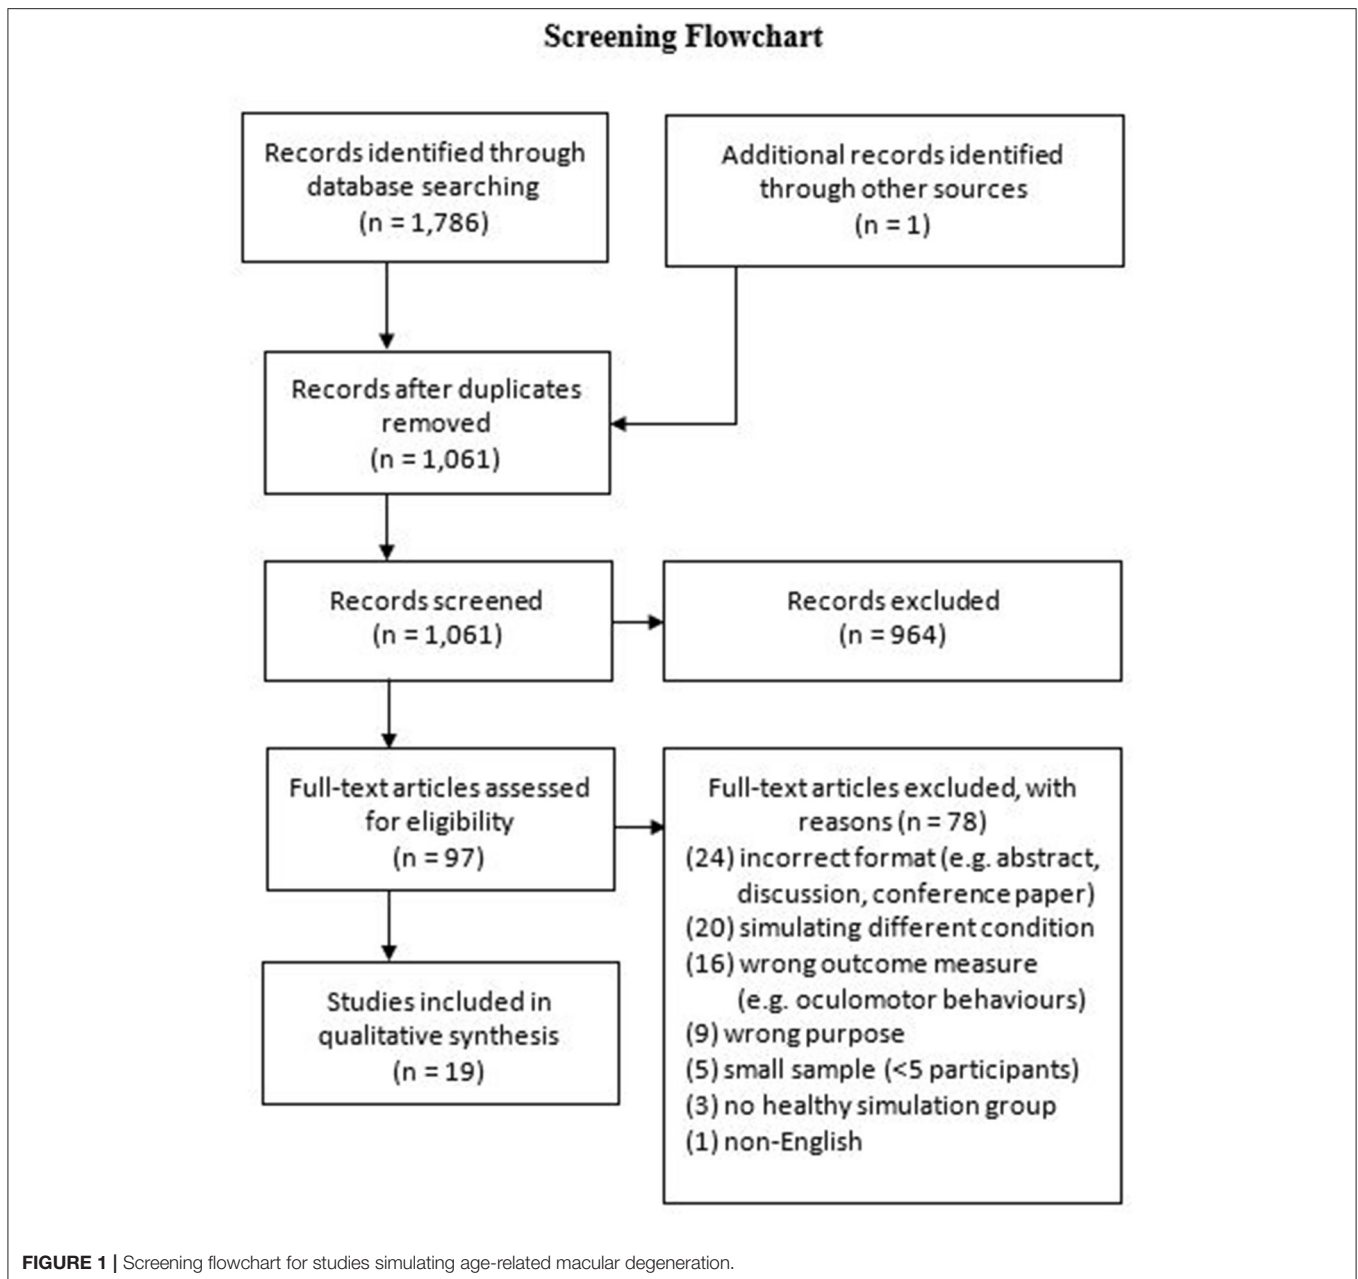 Screening Flowchart
Records identified through
database searching
(n = 1,786)
Additional records identified
through other sources
(n = 1)
Records after duplicates
removed
(n = 1,061)
Records screened
(n = 1,061)
Records excluded
(n = 964)
Full-text articles assessed
for eligibility
(n = 97)
Full-text articles excluded, with
reasons (n = 78)
(24) incorrect format (e.g. abstract,
discussion, conference paper)
(20) simulating different condition
(16) wrong outcome measure
(e.g. oculomotor behaviours)
(9) wrong purpose
(5) small sample (<5 participants)
(3) no healthy simulation group
(1) non-English
Studies included in
qualitative synthesis
(n = 19)
FIGURE 1 | Screening flowchart for studies simulating age-related macular degeneration.